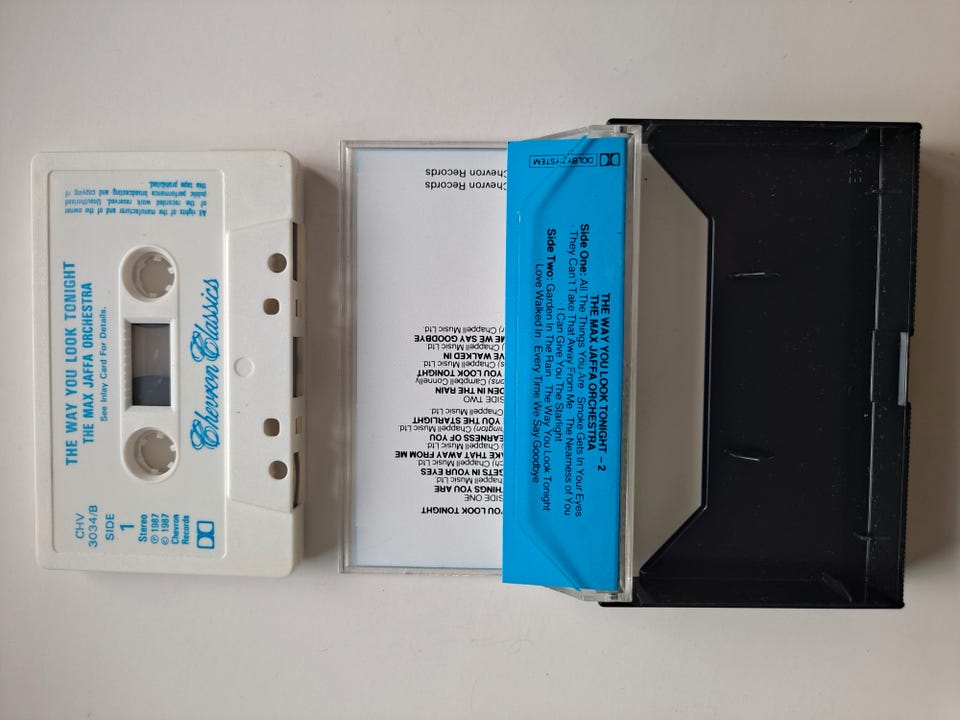 THE WAY YOU LOOK TONIGHT
THE MAX JAFFA ORCHESTRA
See Inlay Card For Details.
CHV
3034/B
SIDE
1
Stereo
℗ 1987
© 1987
Chevron
Records
Chevron Classics
All rights of the manufacturer and of the owner
of the recorded work reserved. Unauthorised
public performance broadcasting and copying of
this tape prohibited.
THE WAY YOU LOOK TONIGHT – 2
THE MAX JAFFA ORCHESTRA
Side One: All The Things You Are · Smoke Gets In Your Eyes
· They Can't Take That Away From Me · The Nearness of You
· I Can Give You The Starlight
Side Two: Garden In The Rain · The Way You Look Tonight
· Love Walked In · Every Time We Say Goodbye
DOLBY SYSTEM
YOU LOOK TONIGHT
SIDE ONE
THINGS YOU ARE
Chappell Music Ltd
GETS IN YOUR EYES
Chappell Music Ltd
AKE THAT AWAY FROM ME
) Chappell Music Ltd
EARNESS OF YOU
Chappell Music Ltd
YOU THE STARLIGHT
Chappell Music Ltd
SIDE TWO
DEN IN THE RAIN
Campbell Connelly
YOU LOOK TONIGHT
) Chappell Music Ltd
VE WALKED IN
) Chappell Music Ltd
ME WE SAY GOODBYE
) Chappell Music Ltd
Chevron Records
Chevron Records